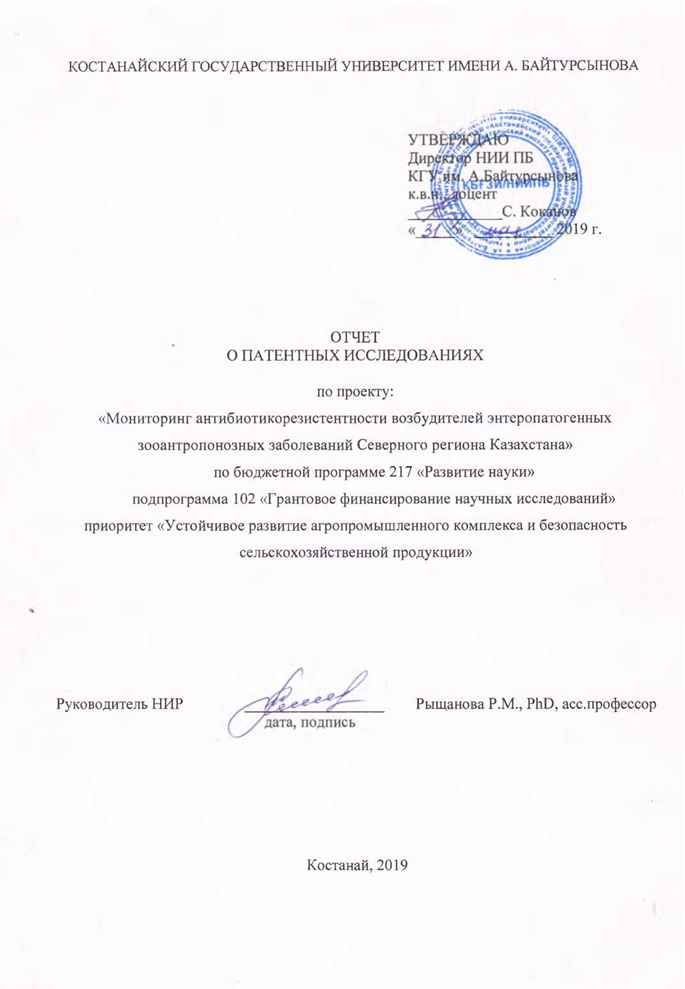 КОСТАНАЙСКИЙ ГОСУДАРСТВЕННЫЙ УНИВЕРСИТЕТ ИМЕНИ А. БАЙТУРСЫНОВА
УТВЕРЖДАЮ
Директор НИИ ПБ
КГУ им. А.Байтурсынова
к.в.н., доцент
С. Коканов
« 31 » мая 2019 г.
КБҒЗИ/НИИПБ
ОТЧЕТ
О ПАТЕНТНЫХ ИССЛЕДОВАНИЯХ
по проекту:
«Мониторинг антибиотикорезистентности возбудителей энтеропатогенных
зооантропонозных заболеваний Северного региона Казахстана»
по бюджетной программе 217 «Развитие науки»
подпрограмма 102 «Грантовое финансирование научных исследований»
приоритет «Устойчивое развитие агропромышленного комплекса и безопасность
сельскохозяйственной продукции»
Руководитель НИР Рыщанова Р.М., PhD, асс.профессор
дата, подпись
Костанай, 2019